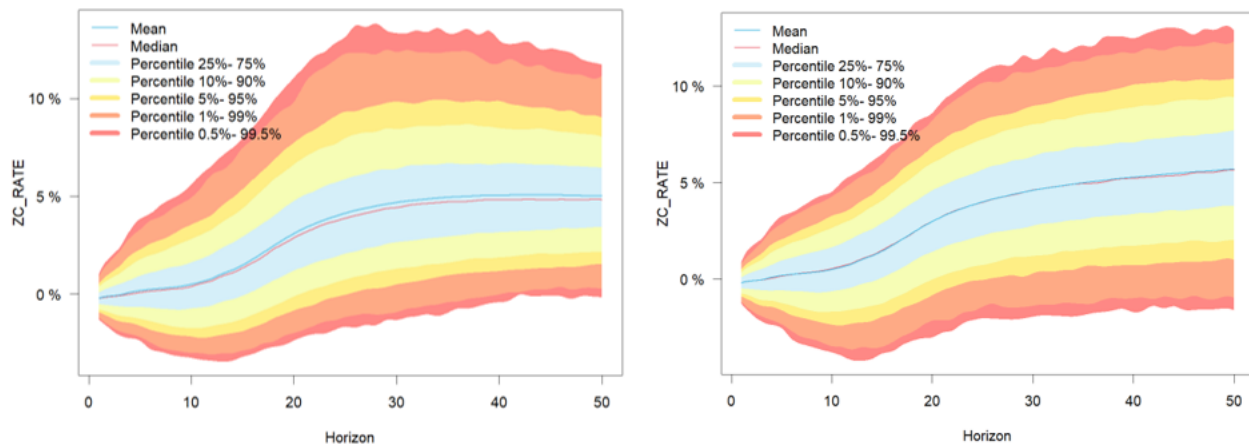 Mean
Median
Percentile 25%- 75%
Percentile 10%- 90%
Percentile 5%- 95%
Percentile 1%- 99%
Percentile 0.5%- 99.5%
10 %
5 %
0 %
ZC_RATE
0
10
20
30
40
50
Horizon
Mean
Median
Percentile 25%- 75%
Percentile 10%- 90%
Percentile 5%- 95%
Percentile 1%- 99%
Percentile 0.5%- 99.5%
10 %
5 %
0 %
ZC_RATE
0
10
20
30
40
50
Horizon